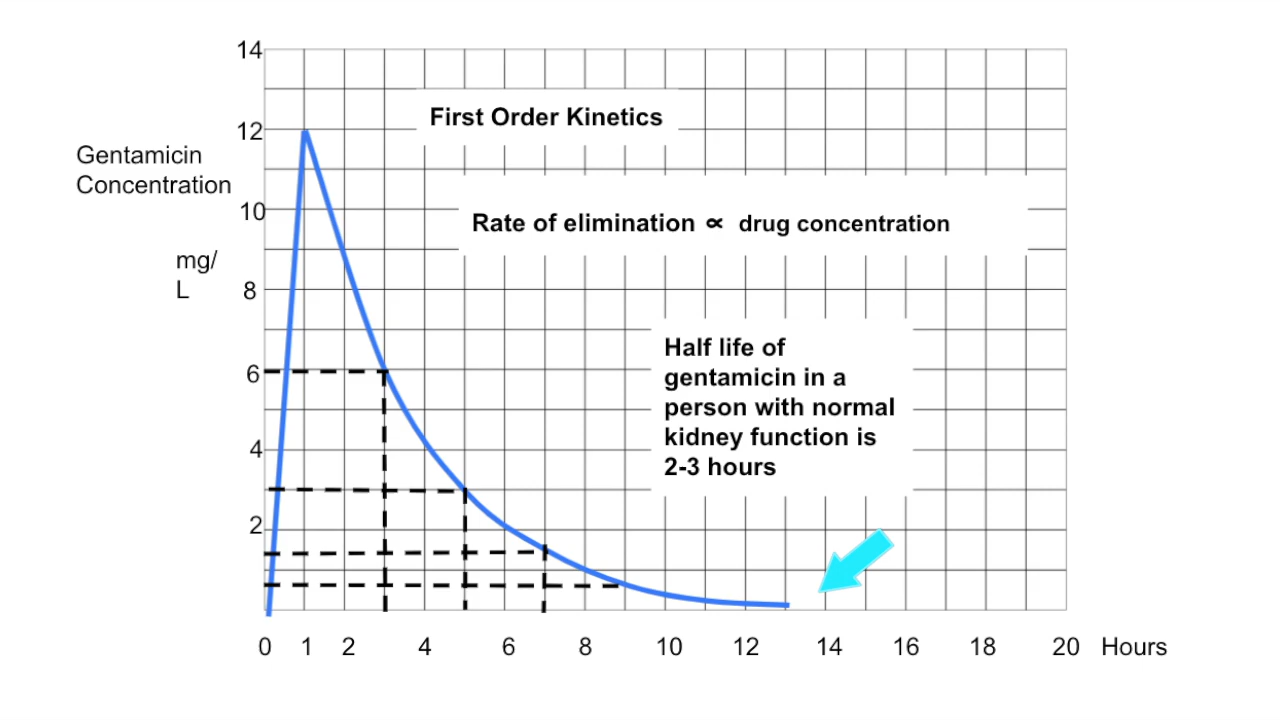 First Order Kinetics
Gentamicin
Concentration
mg/
L
Rate of elimination ∝ drug concentration
Half life of
gentamicin in a
person with normal
kidney function is
2-3 hours
14
12
10
8
6
4
2
0 1 2 4 6 8 10 12 14 16 18 20 Hours